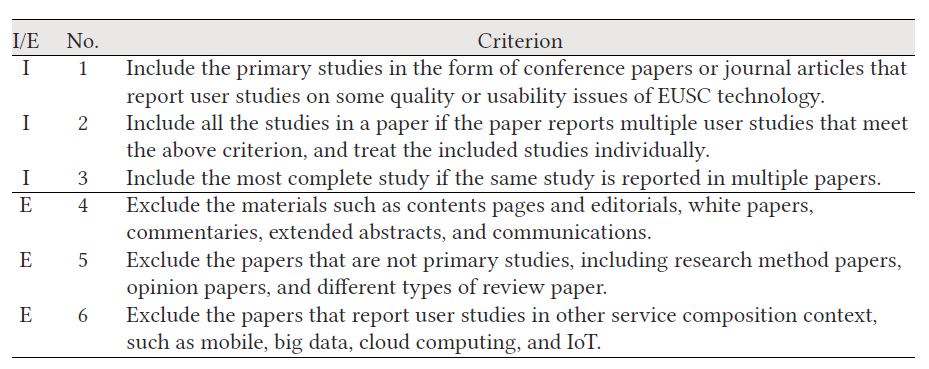 I/E No. Criterion
I 1 Include the primary studies in the form of conference papers or journal articles that
report user studies on some quality or usability issues of EUSC technology.
I 2 Include all the studies in a paper if the paper reports multiple user studies that meet
the above criterion, and treat the included studies individually.
I 3 Include the most complete study if the same study is reported in multiple papers.
E 4 Exclude the materials such as contents pages and editorials, white papers,
commentaries, extended abstracts, and communications.
E 5 Exclude the papers that are not primary studies, including research method papers,
opinion papers, and different types of review paper.
E 6 Exclude the papers that report user studies in other service composition context,
such as mobile, big data, cloud computing, and IoT.